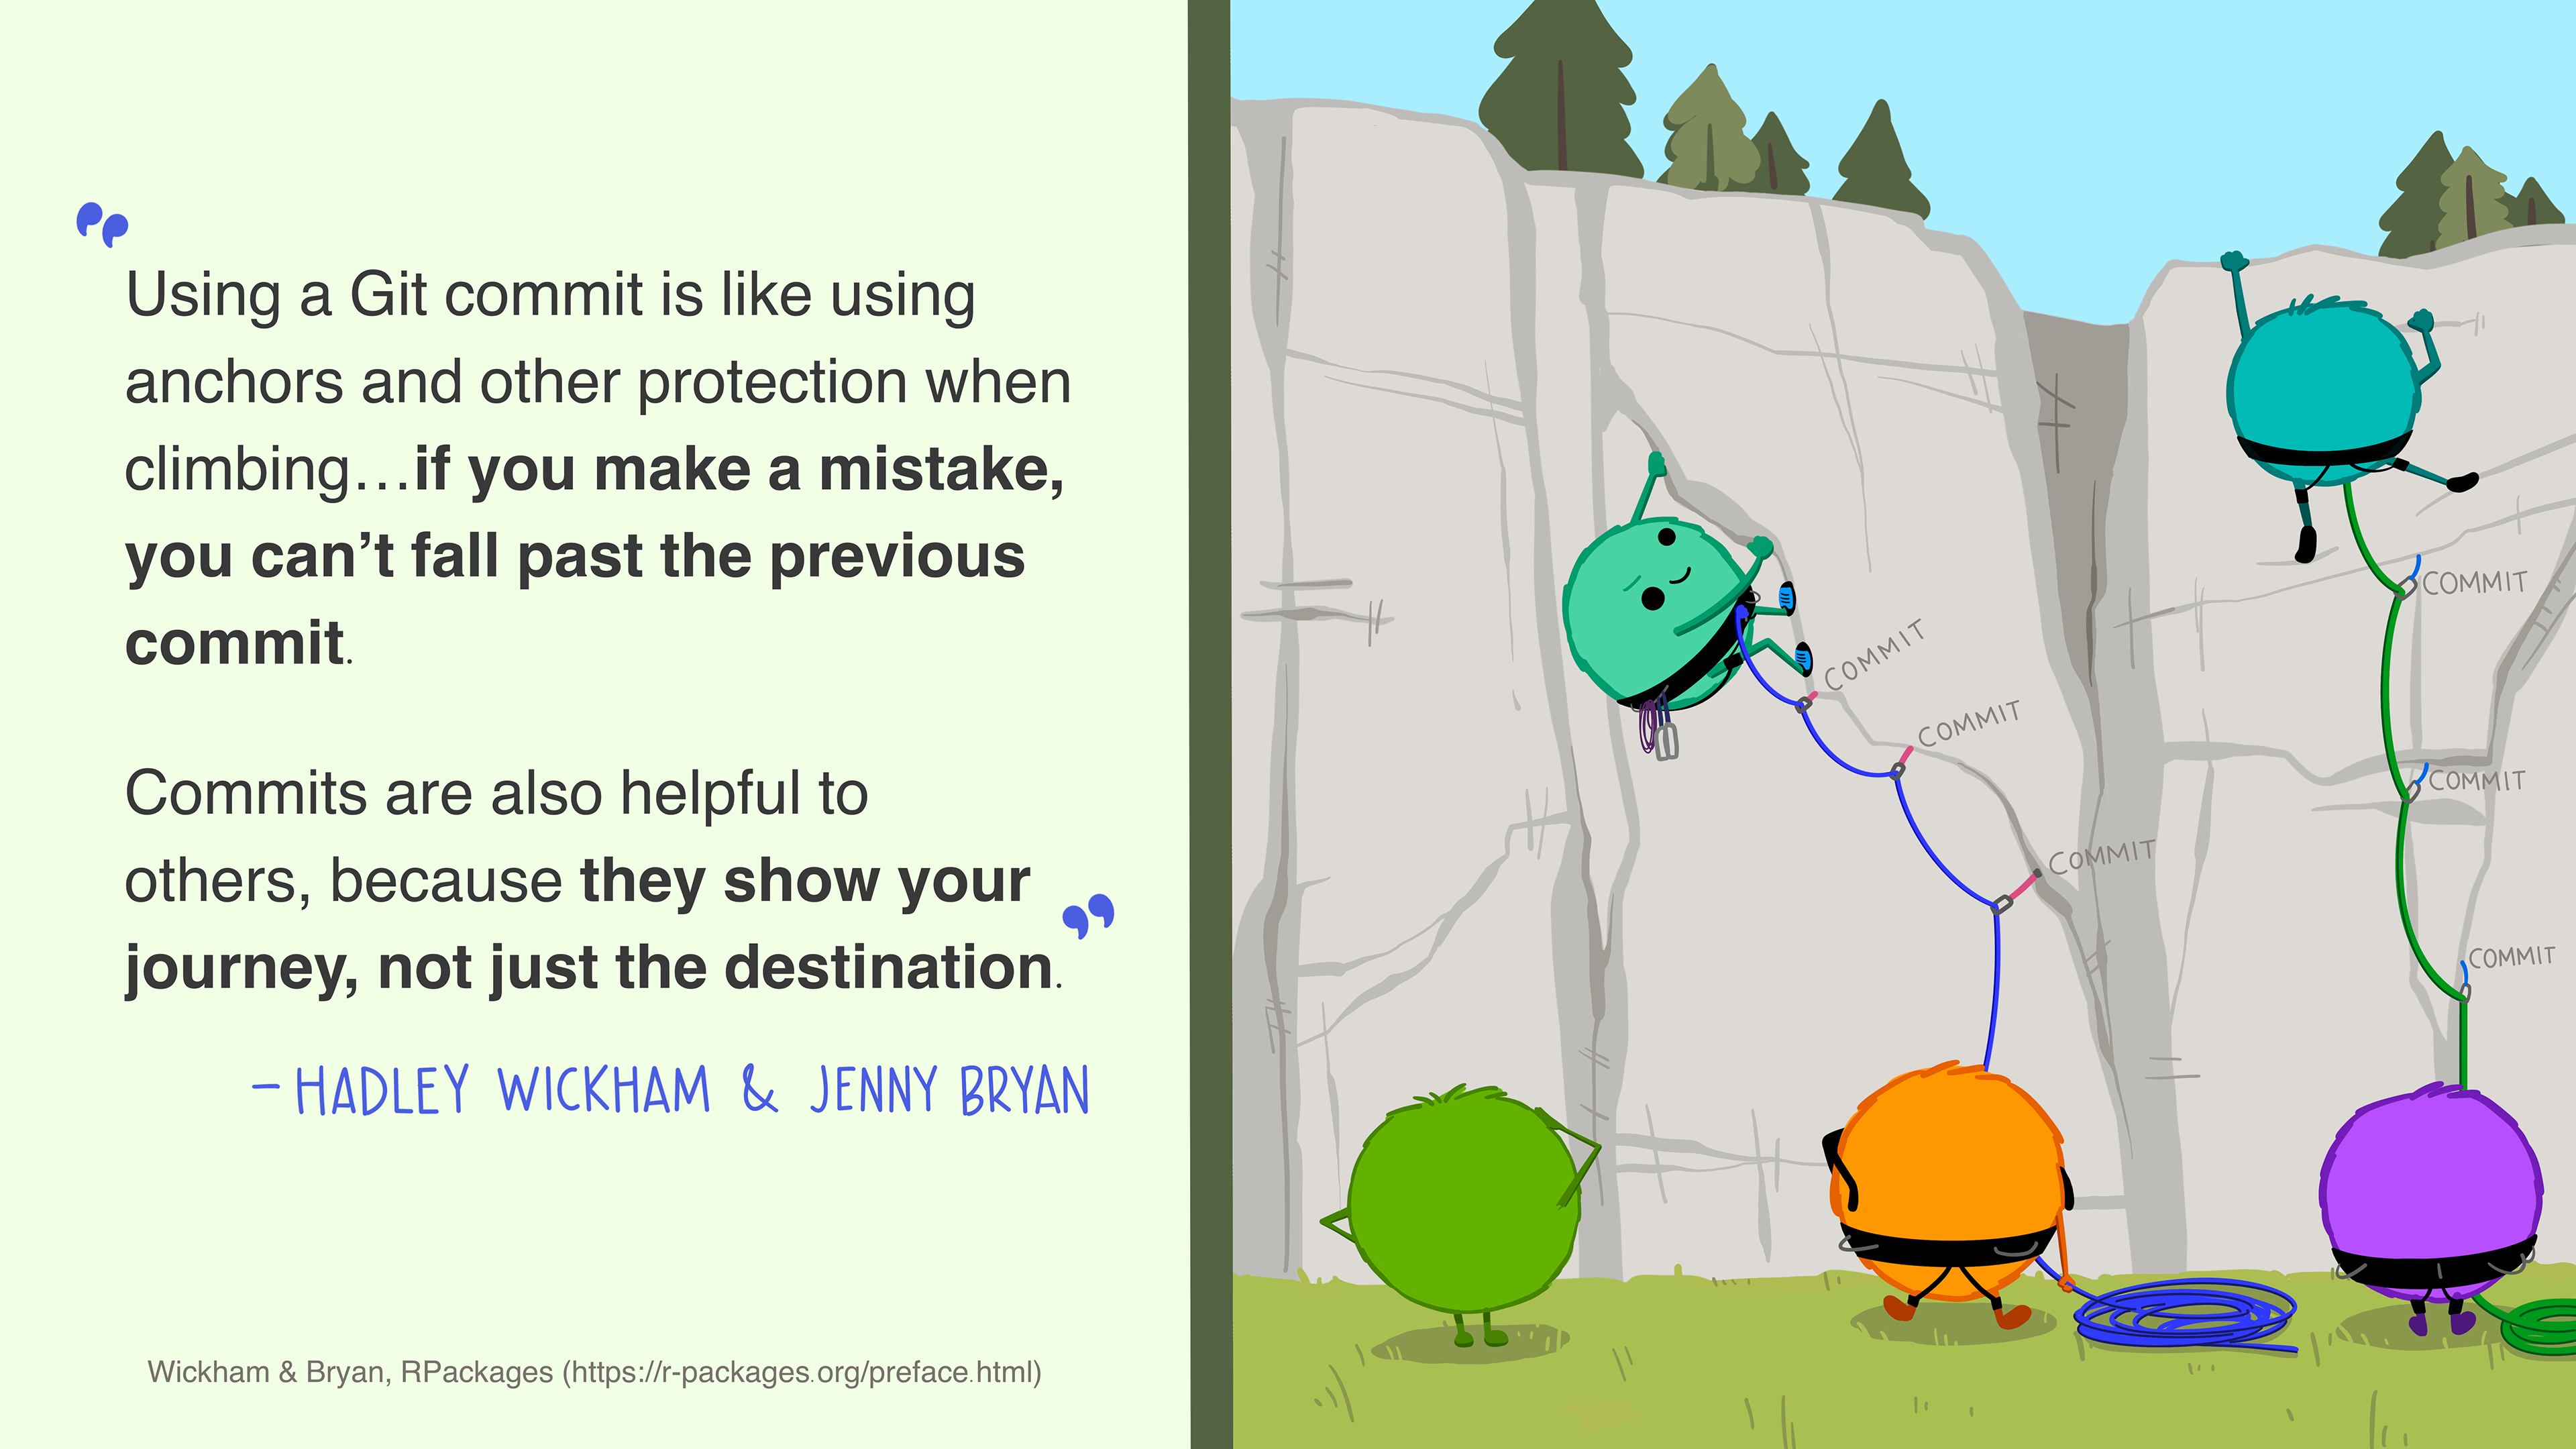 “
Using a Git commit is like using
anchors and other protection when
climbing…if you make a mistake,
you can’t fall past the previous
commit.
Commits are also helpful to
others, because they show your
journey, not just the destination.
”
– HADLEY WICKHAM & JENNY BRYAN
Wickham & Bryan, RPackages (https://r-packages.org/preface.html)
COMMIT
COMMIT
COMMIT
COMMIT
COMMIT
COMMIT